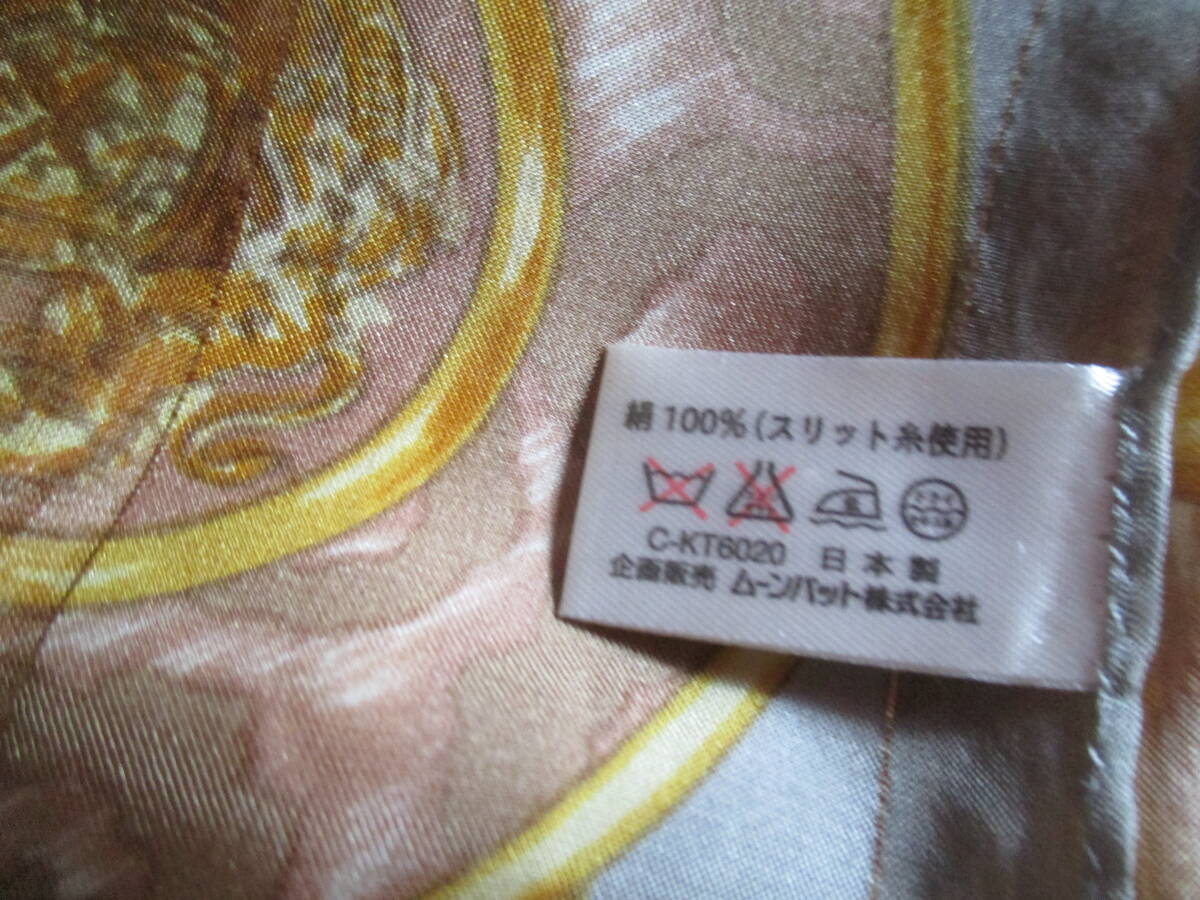 絹 100% (スリット糸使用)
C-KT6020 日本製
企画販売 ムーンバット株式会社